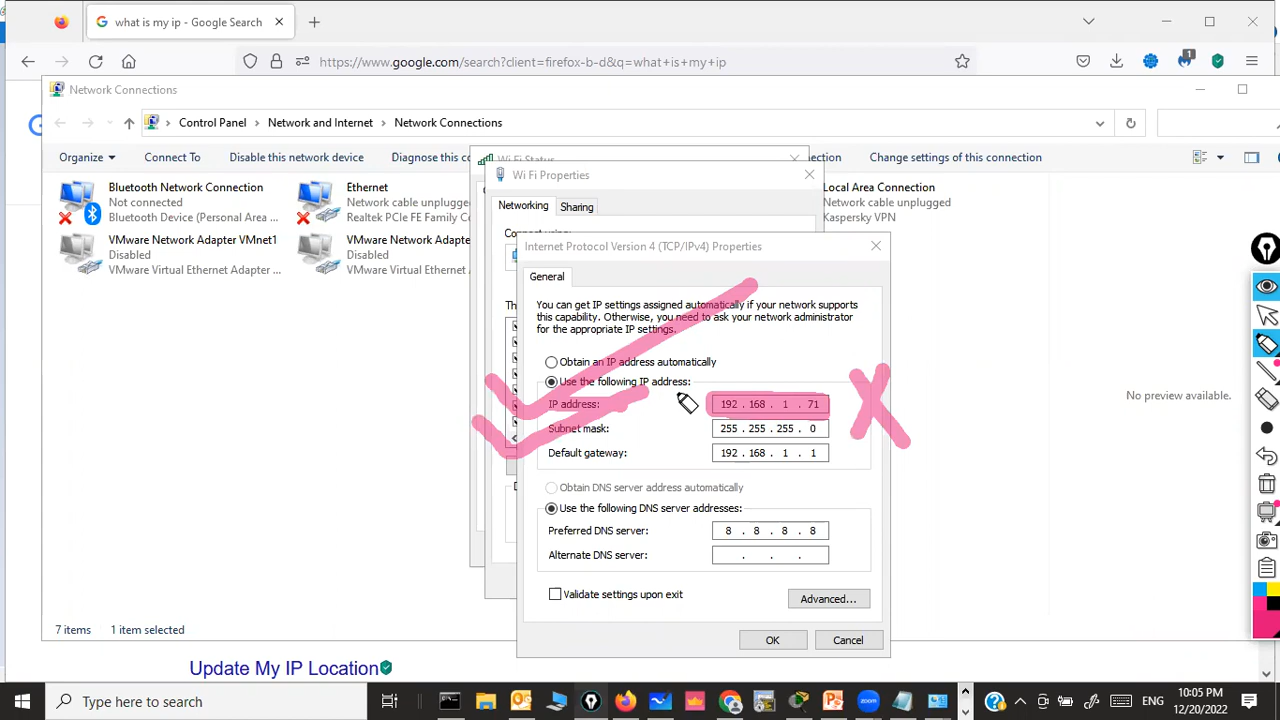 what is my ip - Google Search
https://www.google.com/search?client=firefox-b-d&q=what+is+my+ip
1
Network Connections
Control Panel > Network and Internet > Network Connections
Organize Connect To Disable this network device Diagnose this co
ection Change settings of this connection
Bluetooth Network Connection
Not connected
Bluetooth Device (Personal Area ...
Ethernet
Network cable unplugged
Realtek PCIe FE Family C
Local Area Connection
Network cable unplugged
Kaspersky VPN
VMware Network Adapter VMnet1
Disabled
VMware Virtual Ethernet Adapter ...
VMware Network Adapte
Disabled
VMware Virtual Ethernet
Wi Fi Status
Wi Fi Properties
Networking Sharing
Conne
Th
Internet Protocol Version 4 (TCP/IPv4) Properties
General
You can get IP settings assigned automatically if your network supports
this capability. Otherwise, you need to ask your network administrator
for the appropriate IP settings.
Obtain an IP address automatically
Use the following IP address:
IP address: 192 . 168 . 1 . 71
Subnet mask: 255 . 255 . 255 . 0
Default gateway: 192 . 168 . 1 . 1
Obtain DNS server address automatically
Use the following DNS server addresses:
Preferred DNS server: 8 . 8 . 8 . 8
Alternate DNS server: . . .
Validate settings upon exit
Advanced...
OK Cancel
No preview available.
7 items 1 item selected
Update My IP Location
Type here to search
ENG
10:05 PM
12/20/2022